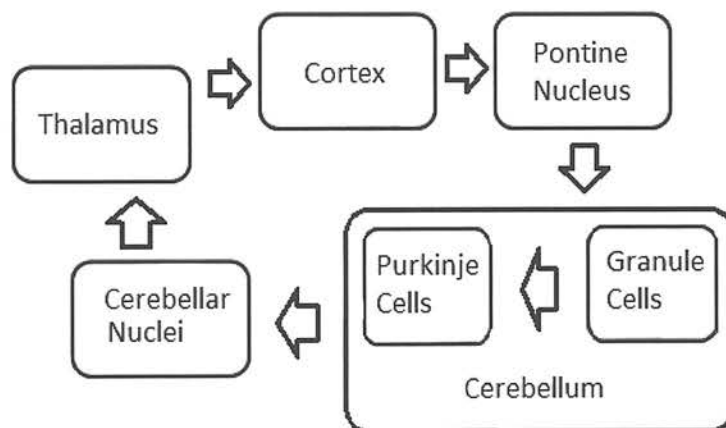 Thalamus
Cortex
Pontine
Nucleus
Purkinje
Cells
Granule
Cells
Cerebellar
Nuclei
Cerebellum